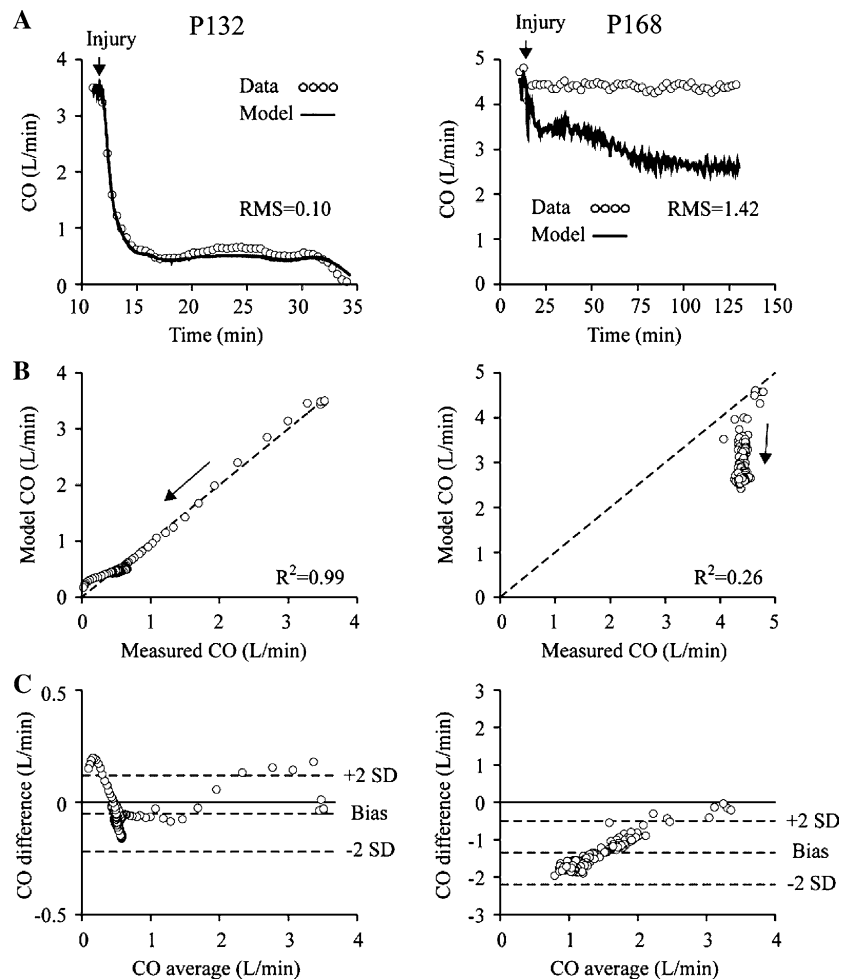 A
P132
P168
Injury
Injury
4
3
2
1
0
CO (L/min)
Data
Model
RMS=0.10
10
15
20
25
30
35
Time (min)
5
4
3
2
1
0
CO (L/min)
Data
RMS=1.42
Model
0
25
50
75
100
125
150
Time (min)
B
4
3
2
1
0
Model CO (L/min)
R²=0.99
0
1
2
3
4
Measured CO (L/min)
5
4
3
2
1
0
Model CO (L/min)
R²=0.26
0
1
2
3
4
5
Measured CO (L/min)
C
0.5
0
-0.5
CO difference (L/min)
+2 SD
Bias
-2 SD
0
1
2
3
4
CO average (L/min)
3
2
1
0
-1
-2
-3
CO difference (L/min)
+2 SD
Bias
-2 SD
0
1
2
3
4
CO average (L/min)